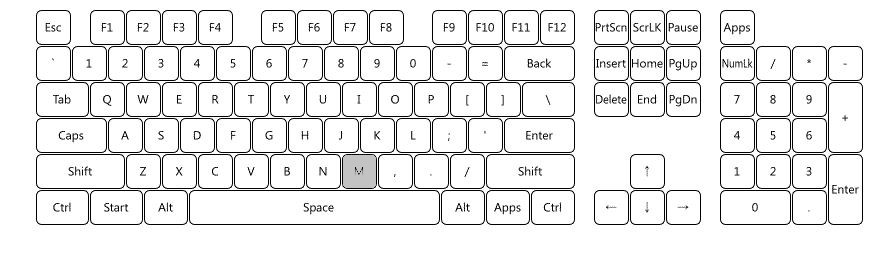 Esc F1 F2 F3 F4 F5 F6 F7 F8 F9 F10 F11 F12 PrtScn ScrLK Pause Apps
` 1 2 3 4 5 6 7 8 9 0 - = Back Insert Home PgUp NumLk / * -
Tab Q W E R T Y U I O P [ ] \ Delete End PgDn 7 8 9 +
Caps A S D F G H J K L ; ' Enter 4 5 6
Shift Z X C V B N M , . / Shift ↑ 1 2 3 Enter
Ctrl Start Alt Space Alt Apps Ctrl ← ↓ → 0 .